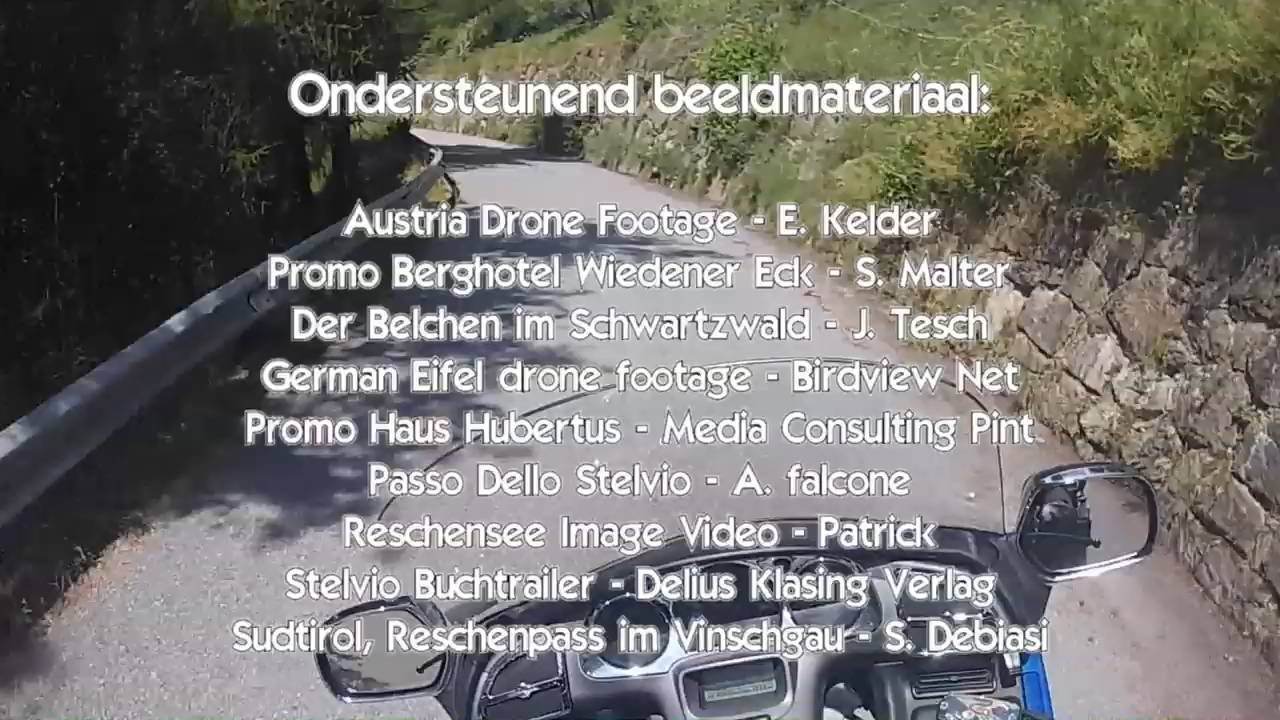 Ondersteunend beeldmateriaal:
Austria Drone Footage - E. Kelder
Promo Berghotel Wiedener Eck - S. Malter
Der Belchen im Schwartzwald - J. Tesch
German Eifel drone footage - Birdview Net
Promo Haus Hubertus - Media Consulting Pint
Passo Dello Stelvio - A. falcone
Reschensee Image Video - Patrick
Stelvio Buchtrailer - Delius Klasing Verlag
Sudtirol, Reschenpass im Vinschgau - S. Debiasi